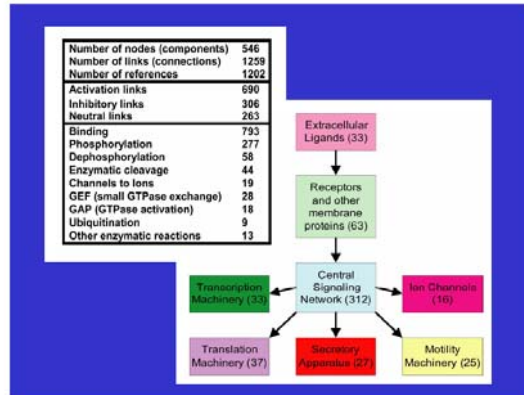 Number of nodes (components) 546
Number of links (connections) 1259
Number of references 1202
Activation links 690
Inhibitory links 306
Neutral links 263
Binding 793
Phosphorylation 277
Dephosphorylation 58
Enzymatic cleavage 44
Channels to Ions 19
GEF (small GTPase exchange) 28
GAP (GTPase activation) 18
Ubiquitination 9
Other enzymatic reactions 13
Extracellular
Ligands (33)
Receptors
and other
membrane
proteins (63)
Transcription
Machinery (33)
Central
Signaling
Network (312)
Ion Channels
(16)
Translation
Machinery (37)
Secretory
Apparatus (27)
Motility
Machinery (25)